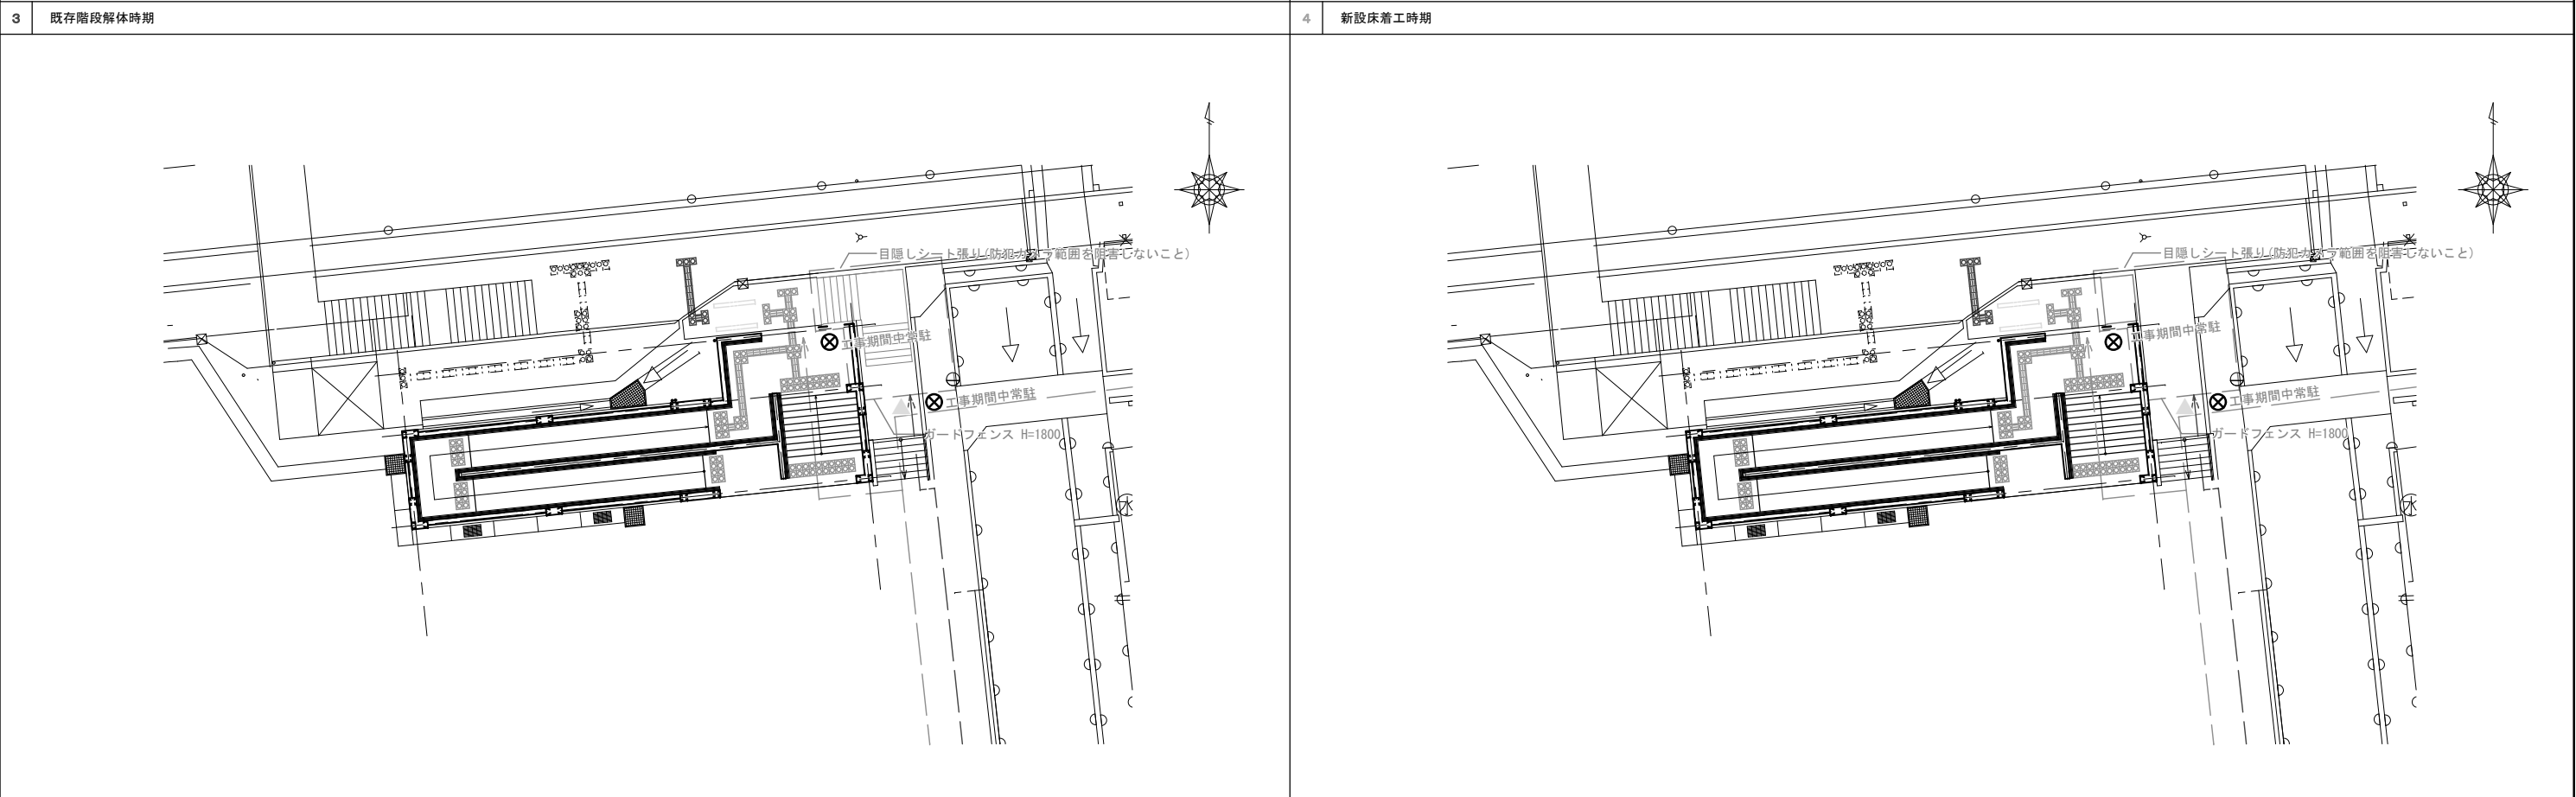 3 既存階段解体時期
目隠しシート張り(防犯カメラ範囲を阻害しないこと)
工事期間中常駐
工事期間中常駐
ガードフェンス H=1800
4 新設床着工時期
目隠しシート張り(防犯カメラ範囲を阻害しないこと)
工事期間中常駐
工事期間中常駐
ガードフェンス H=1800